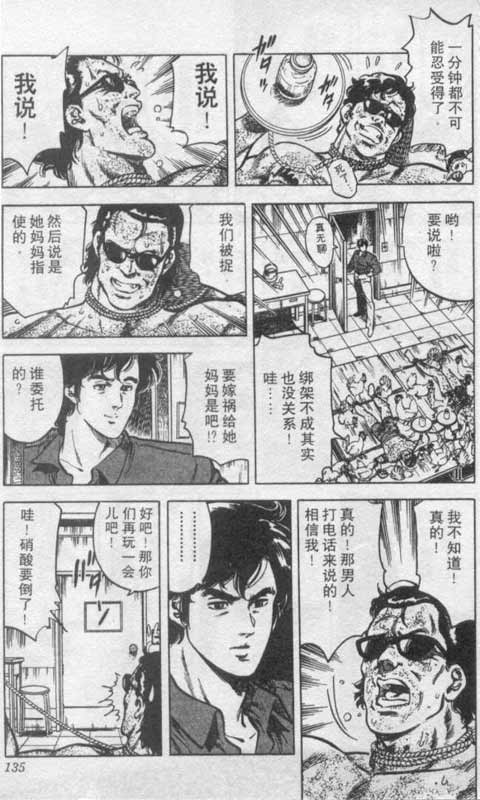 一分钟都不可
能忍受得了．
我说！
我说！
哟！
要说啦？
真无聊
绑架不成其实
也没关系！
哇……
我们被捉
然后说是
她妈妈指
使的．
要嫁祸给她
妈妈是吧!?
谁委托
的？
我不知道！
真的！
真的！那男人
打电话来说的！
相信我！
…………
…………
好吧！那你
们再玩一会
儿吧！
哇！硝酸要倒了！
135